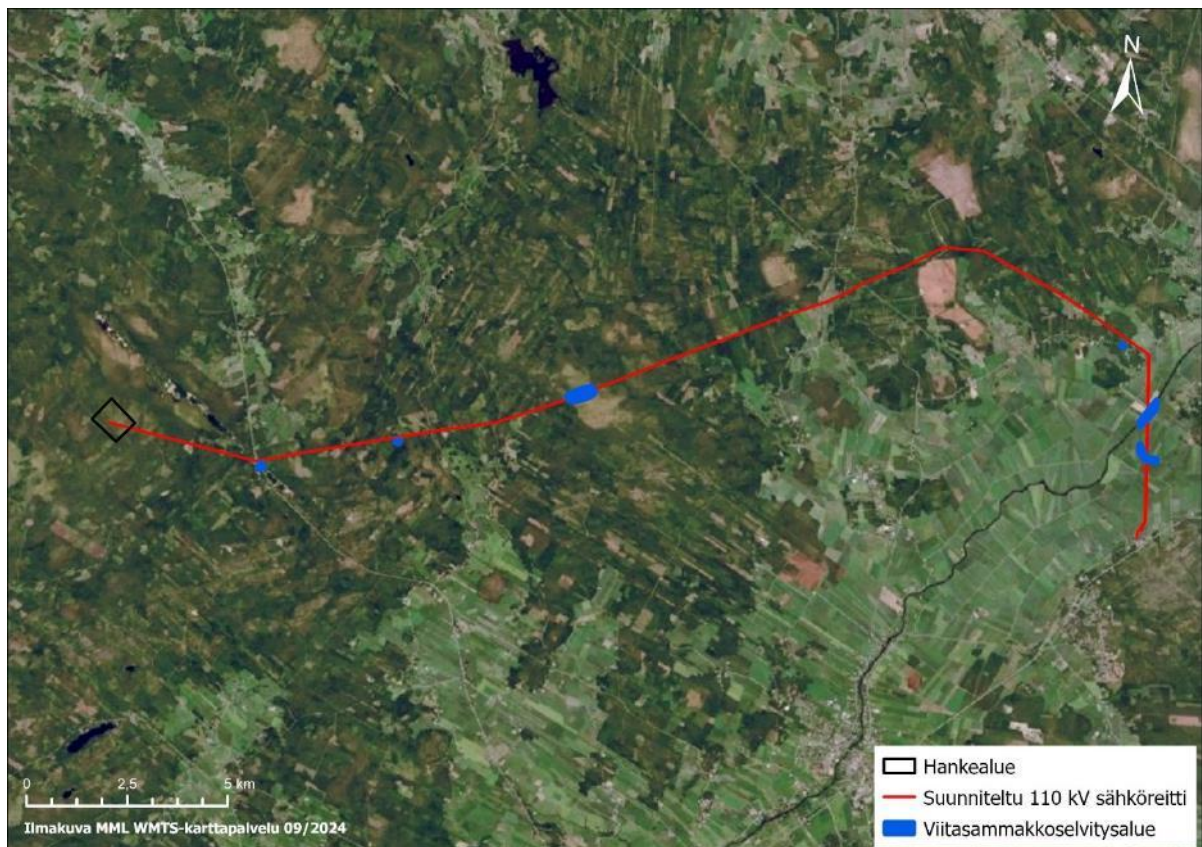 N
Hankealue
Suunniteltu 110 kV sähköreitti
Viitasammakkoselvitysalue
0 2,5 5 km
Ilmakuva MML WMTS-karttapalvelu 09/2024